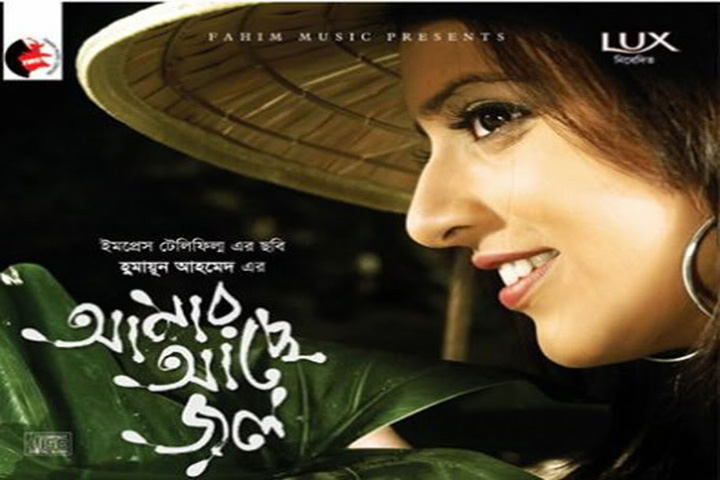 FAHIM MUSIC PRESENTS
LUX
নিবেদিত
ইমপ্রেস টেলিফিল্ম এর ছবি
হুমায়ূন আহমেদ এর
আমার
আছে
জল